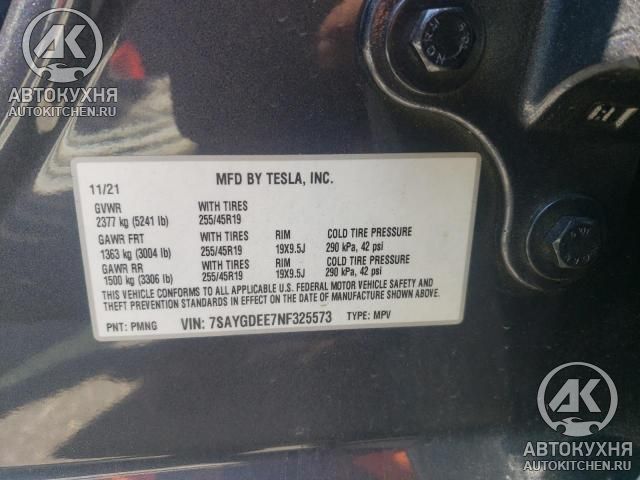 АК
АВТОКУХНЯ
AUTOKITCHEN.RU
MFD BY TESLA, INC.
11/21
GVWR WITH TIRES
2377 kg (5241 lb) 255/45R19
GAWR FRT WITH TIRES RIM COLD TIRE PRESSURE
1363 kg (3004 lb) 255/45R19 19X9.5J 290 kPa, 42 psi
GAWR RR WITH TIRES RIM COLD TIRE PRESSURE
1500 kg (3306 lb) 255/45R19 19X9.5J 290 kPa, 42 psi
THIS VEHICLE CONFORMS TO ALL APPLICABLE U.S. FEDERAL MOTOR VEHICLE SAFETY AND
THEFT PREVENTION STANDARDS IN EFFECT ON THE DATE OF MANUFACTURE SHOWN ABOVE.
PNT: PMNG VIN: 7SAYGDEE7NF325573 TYPE: MPV
АК
АВТОКУХНЯ
AUTOKITCHEN.RU